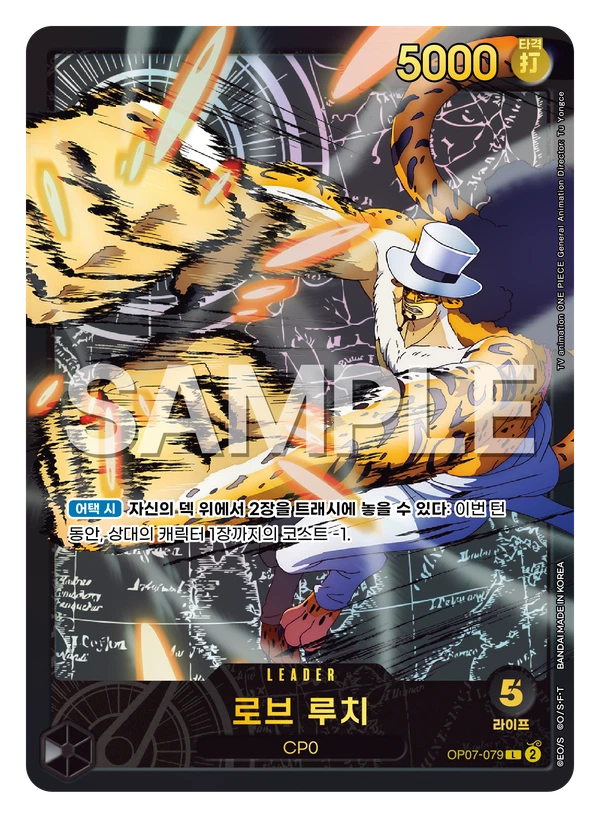 5000
타격
打
TV animation ONE PIECE General Animation Director: Tu Yongce
SAMPLE
어택 시 자신의 덱 위에서 2장을 트래시에 놓을 수 있다: 이번 턴
동안, 상대의 캐릭터 1장까지의 코스트 -1.
LEADER
로브 루치
CP0
5
라이프
OP07-079 L 2
©EO/S ©O/S·F·T BANDAI MADE IN KOREA